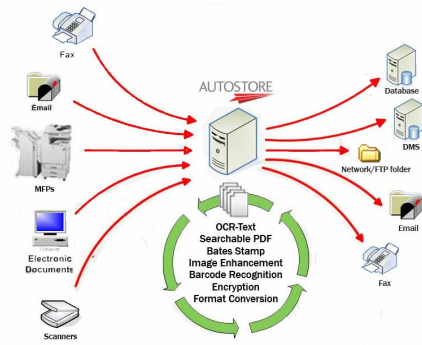 Fax
Email
MFPs
Electronic
Documents
Scanners
AUTOSTORE
OCR-Text
Searchable PDF
Bates Stamp
Image Enhancement
Barcode Recognition
Encryption
Format Conversion
Database
DMS
Network/FTP folder
Email
Fax